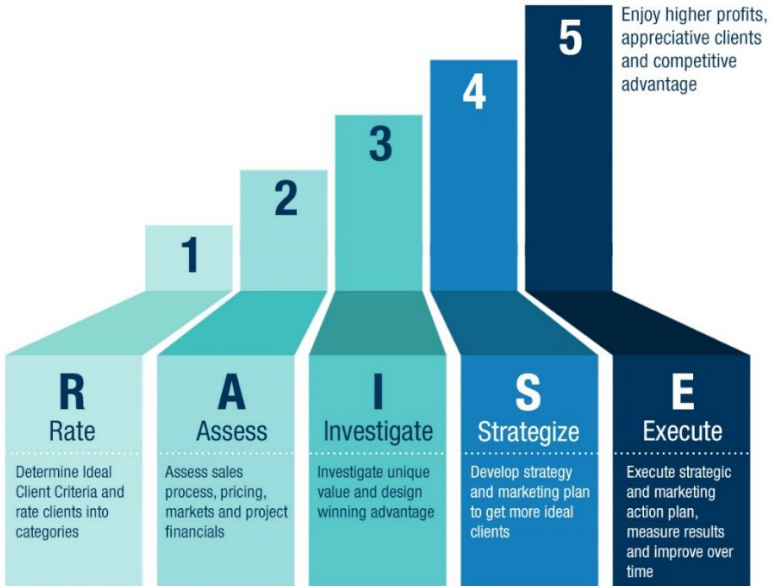 Enjoy higher profits,
appreciative clients
and competitive
advantage
5
4
3
2
1
R
Rate
Determine Ideal
Client Criteria and
rate clients into
categories
A
Assess
Assess sales
process, pricing,
markets and project
financials
I
Investigate
Investigate unique
value and design
winning advantage
S
Strategize
Develop strategy
and marketing plan
to get more ideal
clients
E
Execute
Execute strategic
and marketing
action plan,
measure results
and improve over
time